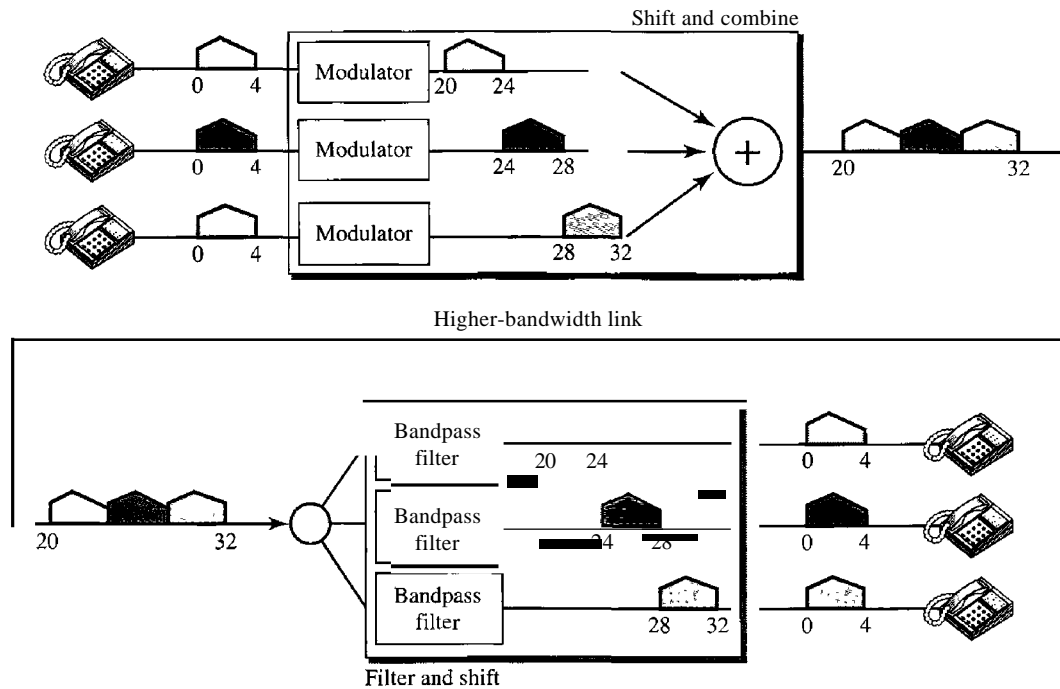 Shift and combine
Modulator
0 4
20 24
Modulator
0 4
24 28
+
20 32
Modulator
0 4
28 32
Higher-bandwidth link
Bandpass
filter
20 24
0 4
Bandpass
filter
20 32
24 28
0 4
Bandpass
filter
28 32
0 4
Filter and shift